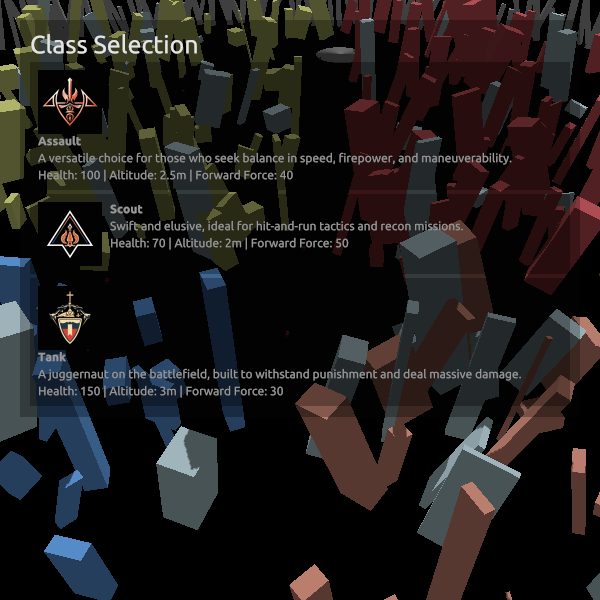 Class Selection
Assault
A versatile choice for those who seek balance in speed, firepower, and maneuverability.
Health: 100 | Altitude: 2.5m | Forward Force: 40
Scout
Swift and elusive, ideal for hit-and-run tactics and recon missions.
Health: 70 | Altitude: 2m | Forward Force: 50
Tank
A juggernaut on the battlefield, built to withstand punishment and deal massive damage.
Health: 150 | Altitude: 3m | Forward Force: 30